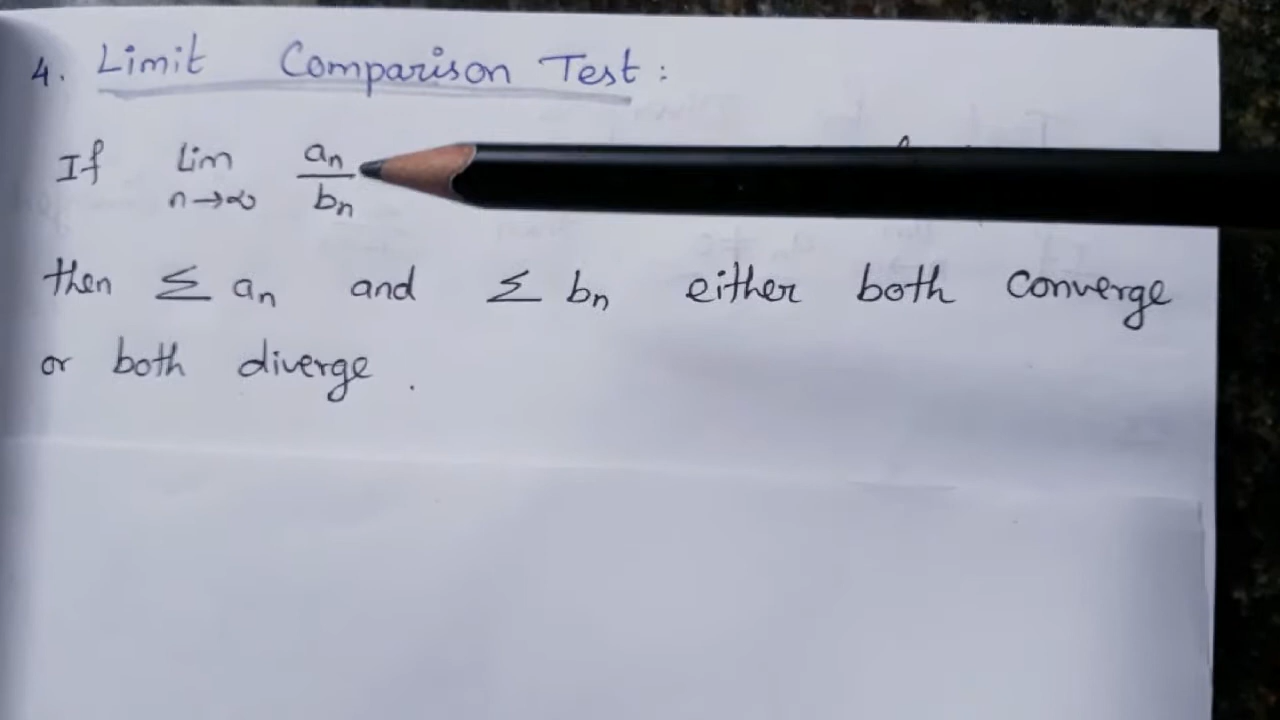 4. Limit Comparison Test :
If lim n→∞ an/bn
then Σ an and Σ bn either both converge
or both diverge .